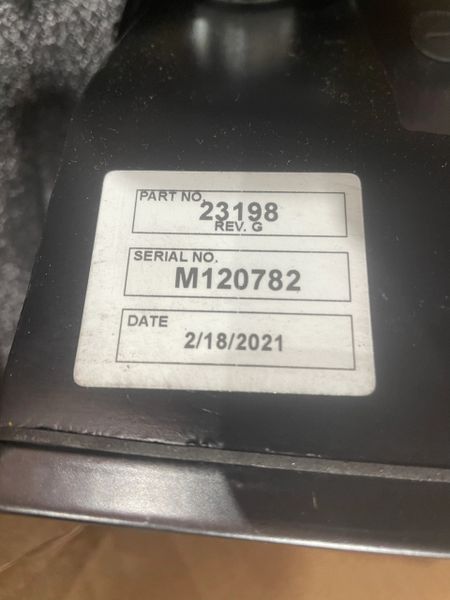 PART NO.
23198
REV. G
SERIAL NO.
M120782
DATE
2/18/2021